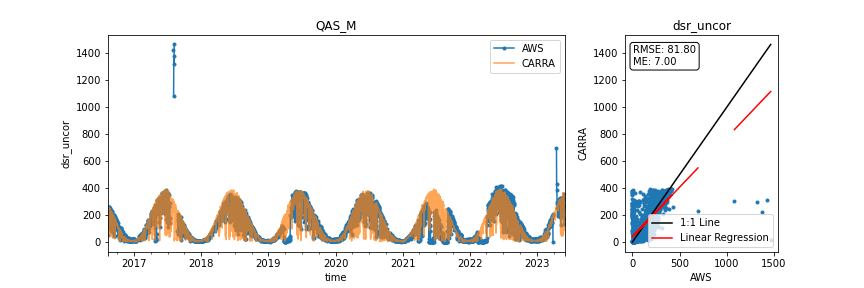 QAS_M
dsr_uncor
1400
1200
1000
800
600
400
200
0
dsr_uncor
AWS
CARRA
2017
2018
2019
2020
2021
2022
2023
time
RMSE: 81.80
ME: 7.00
1400
1200
1000
800
600
400
200
0
CARRA
1:1 Line
Linear Regression
0
500
1000
1500
AWS